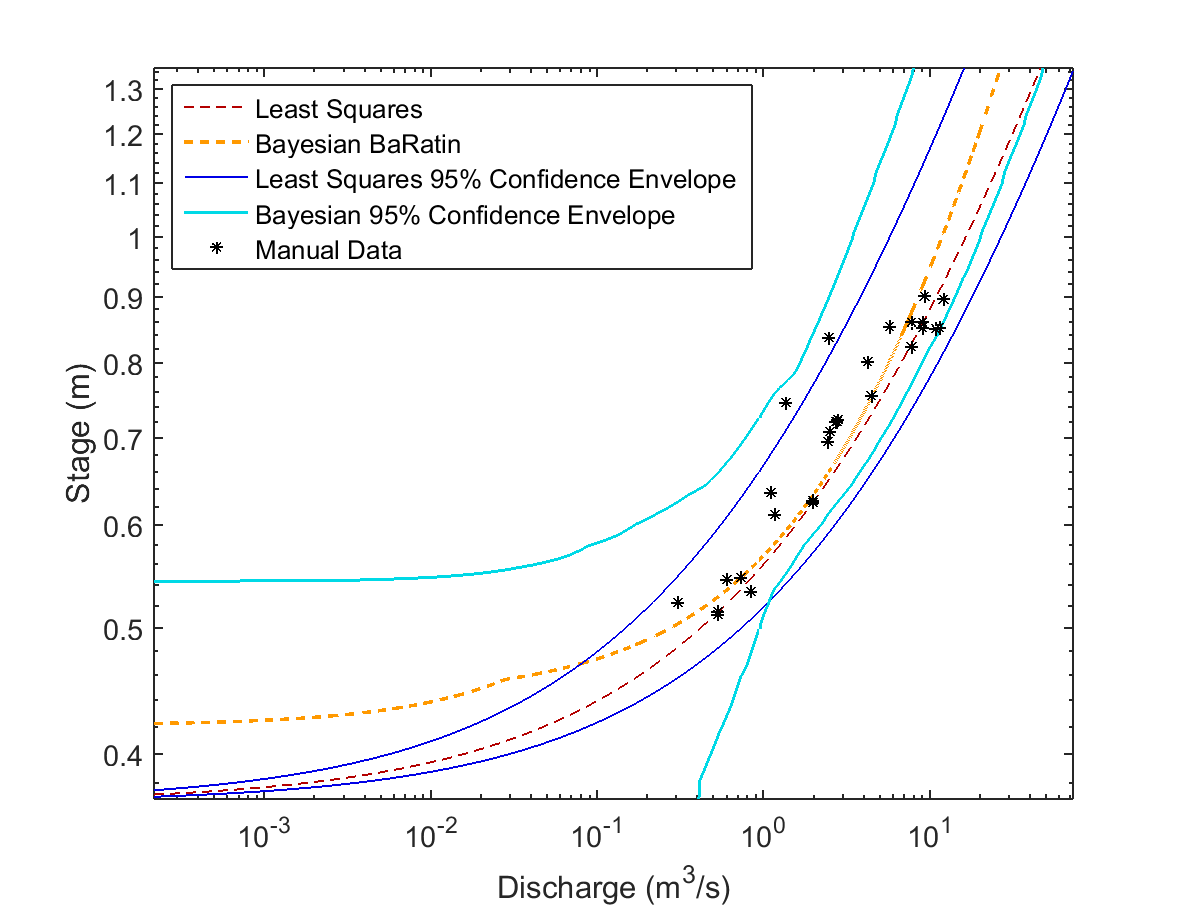 Least Squares
Bayesian BaRatin
Least Squares 95% Confidence Envelope
Bayesian 95% Confidence Envelope
Manual Data
Stage (m)
1.3
1.2
1.1
1
0.9
0.8
0.7
0.6
0.5
0.4
10^-3 10^-2 10^-1 10^0 10^1
Discharge (m^3/s)